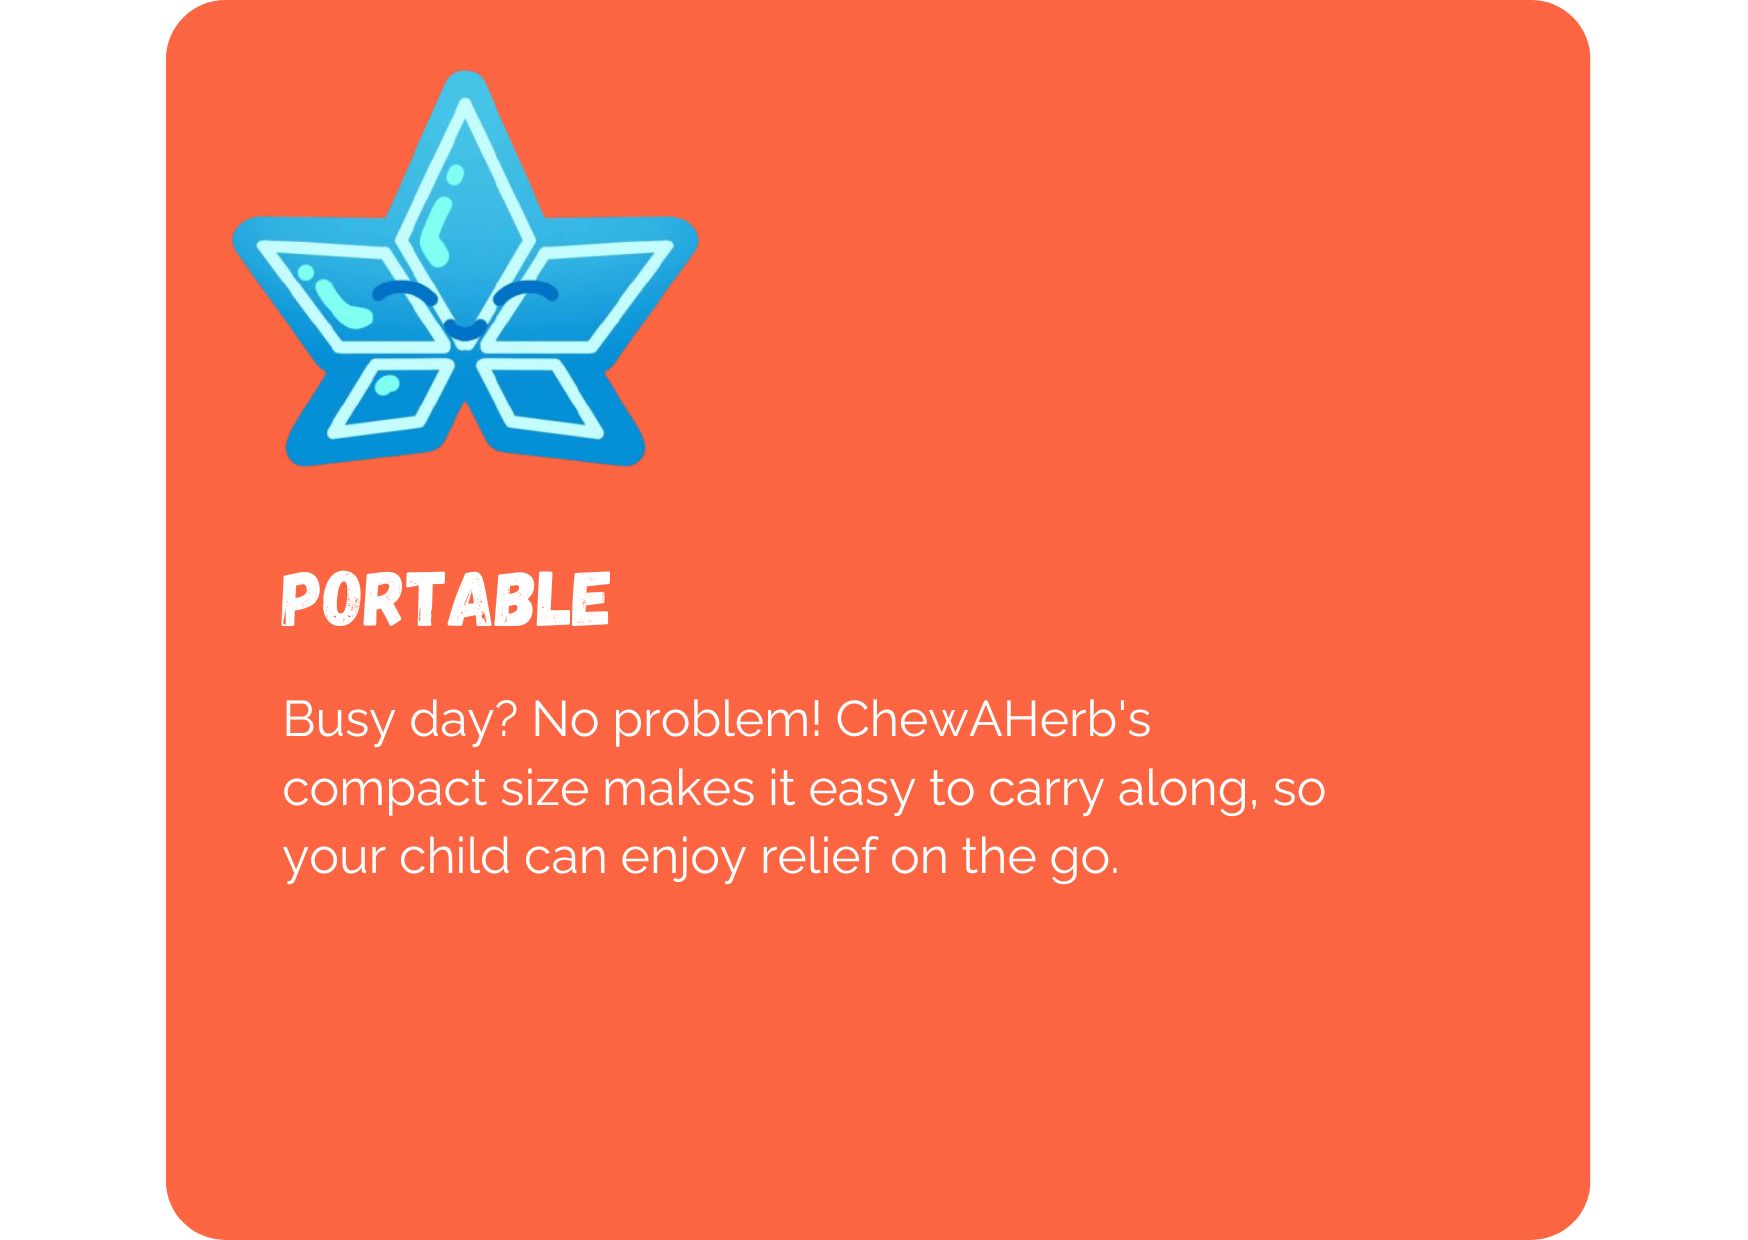 PORTABLE
Busy day? No problem! ChewAHerb's
compact size makes it easy to carry along, so
your child can enjoy relief on the go.